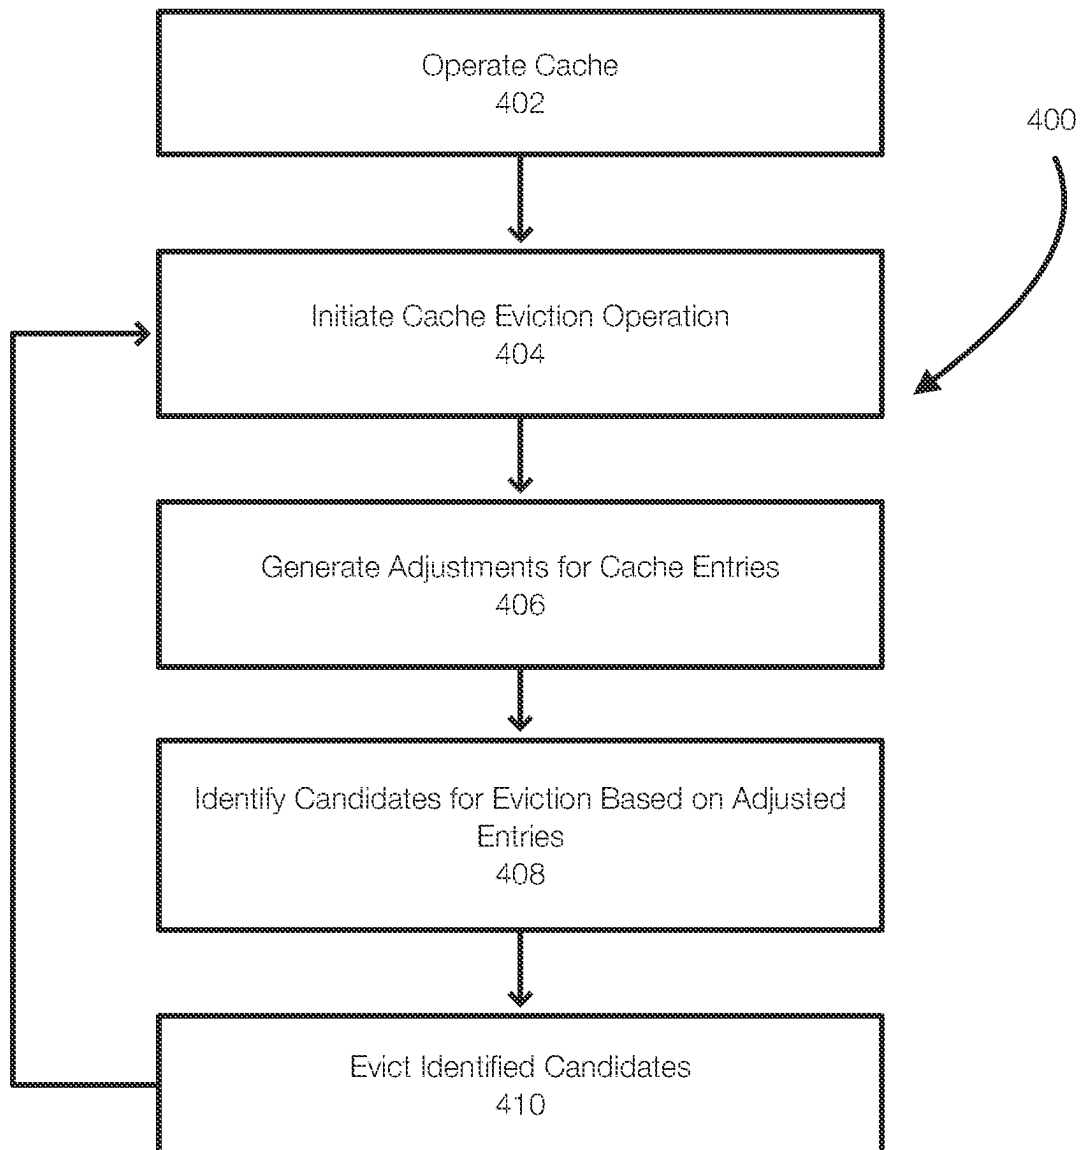 Operate Cache
402
400
Initiate Cache Eviction Operation
404
Generate Adjustments for Cache Entries
406
Identify Candidates for Eviction Based on Adjusted
Entries
408
Evict Identified Candidates
410